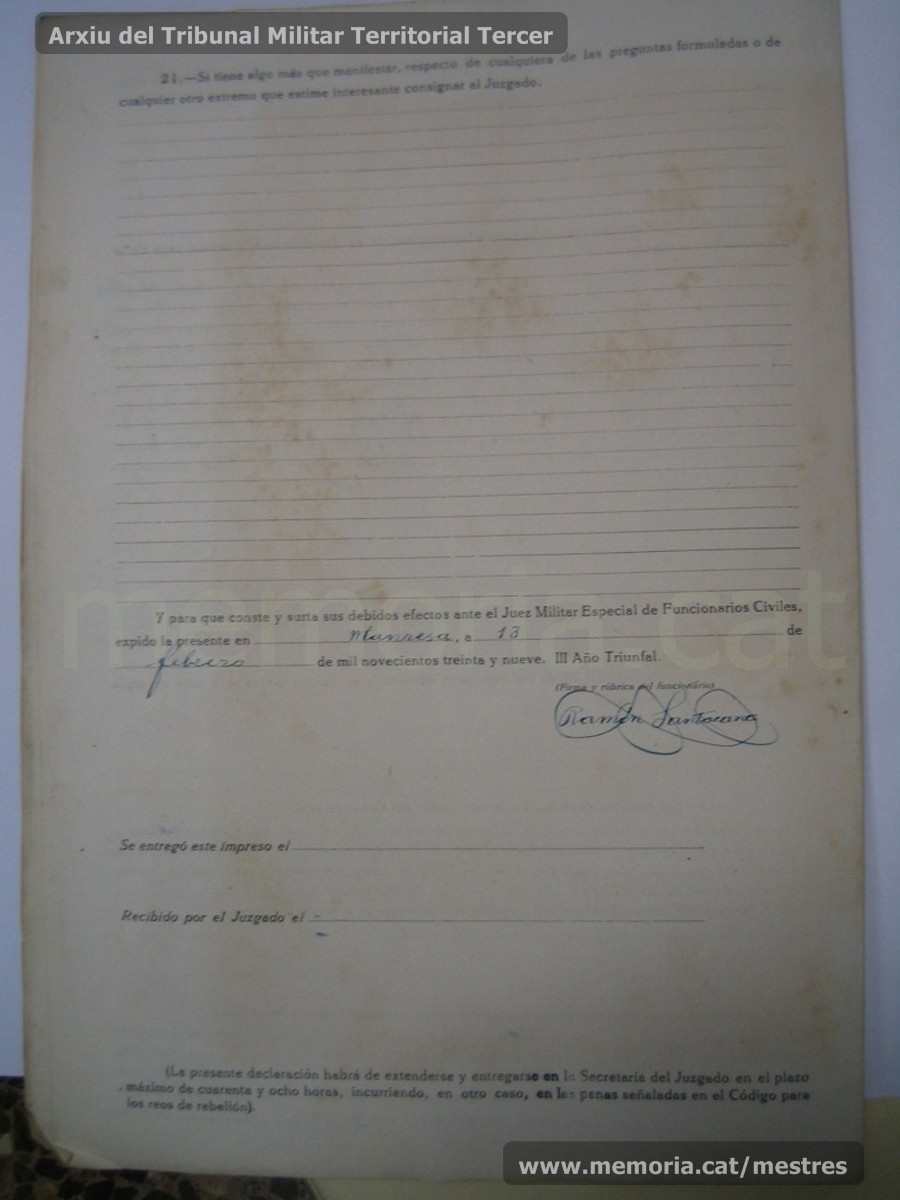 Arxiu del Tribunal Militar Territorial Tercer
21.—Si tiene algo más que manifestar, respecto de cualquiera de las preguntas formuladas o de
cualquier otro extremo que estime interesante consignar al Juzgado.
memoria.cat
Y para que conste y surta sus debidos efectos ante el Juez Militar Especial de Funcionarios Civiles,
expido la presente en Manresa, a 13 de
febrero de mil novecientos treinta y nueve. III Año Triunfal.
(Firma y rúbrica del funcionario)
Ramón Santacana
Se entregó este impreso el
Recibido por el Juzgado el
(La presente declaración habrá de extenderse y entregarse en la Secretaría del Juzgado en el plazo
máximo de cuarenta y ocho horas, incurriendo, en otro caso, en las penas señaladas en el Código para
los reos de rebelión).
www.memoria.cat/mestres